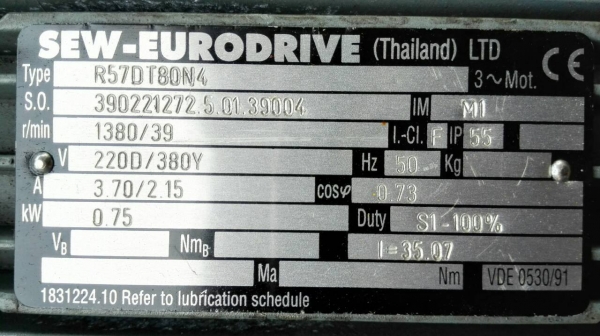 SEW-EURODRIVE (Thailand) LTD
Type R57DT80N4 3~Mot. CE
S.O. 390221272.5.01.39004 IM M1
r/min 1380/39 I.-Cl. F IP 55
V 220D/380Y Hz 50 Kg
A 3.70/2.15 cosφ 0.73
kW 0.75 Duty S1-100%
VB NmB I=35.07
Ma Nm VDE 0530/91
1831224.10 Refer to lubrication schedule